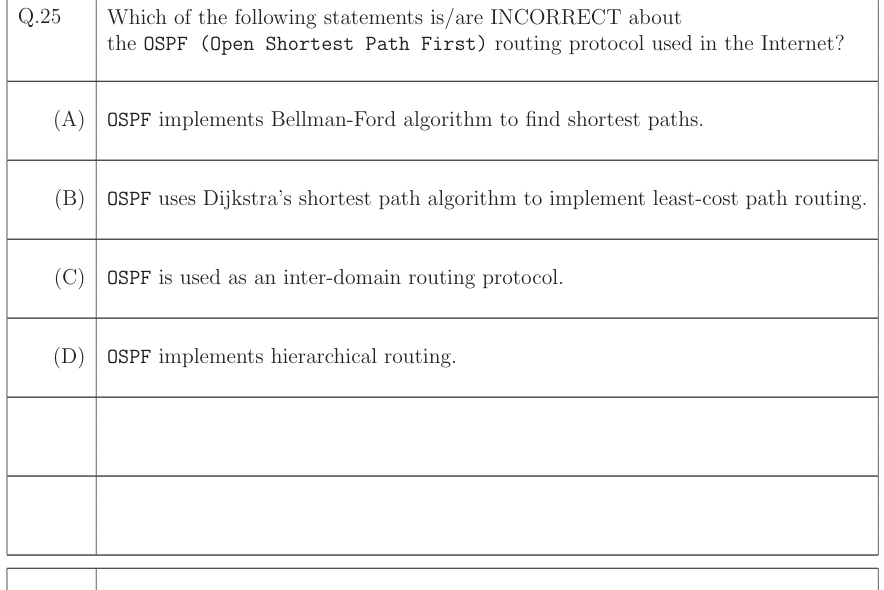 Q.25 Which of the following statements is/are INCORRECT about
the OSPF (Open Shortest Path First) routing protocol used in the Internet?
(A) OSPF implements Bellman-Ford algorithm to find shortest paths.
(B) OSPF uses Dijkstra's shortest path algorithm to implement least-cost path routing.
(C) OSPF is used as an inter-domain routing protocol.
(D) OSPF implements hierarchical routing.